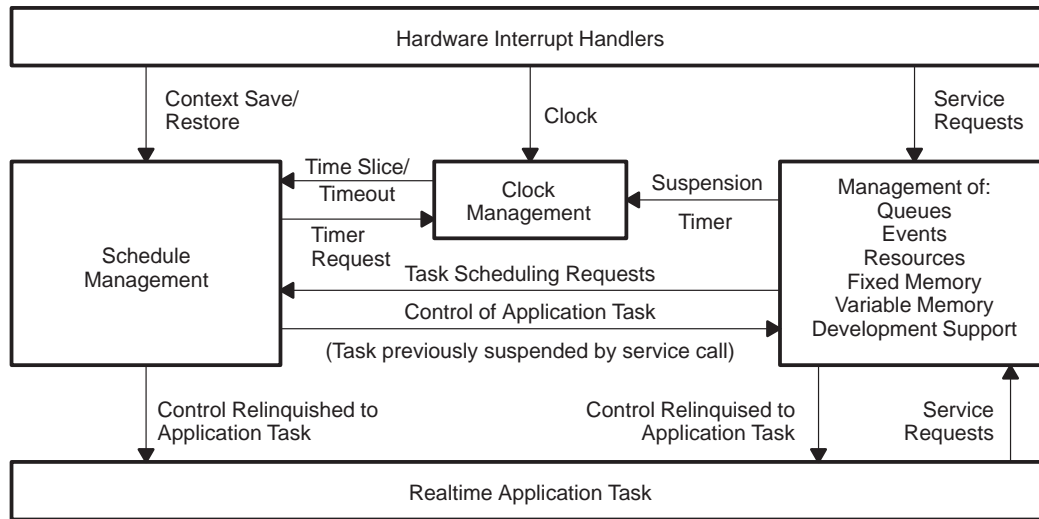 Hardware Interrupt Handlers
Context Save/
Restore
Clock
Service
Requests
Time Slice/
Timeout
Clock
Management
Suspension
Timer
Management of:
Queues
Events
Resources
Fixed Memory
Variable Memory
Development Support
Schedule
Management
Timer
Request
Task Scheduling Requests
Control of Application Task
(Task previously suspended by service call)
Control Relinquished to
Application Task
Control Relinquised to
Application Task
Service
Requests
Realtime Application Task